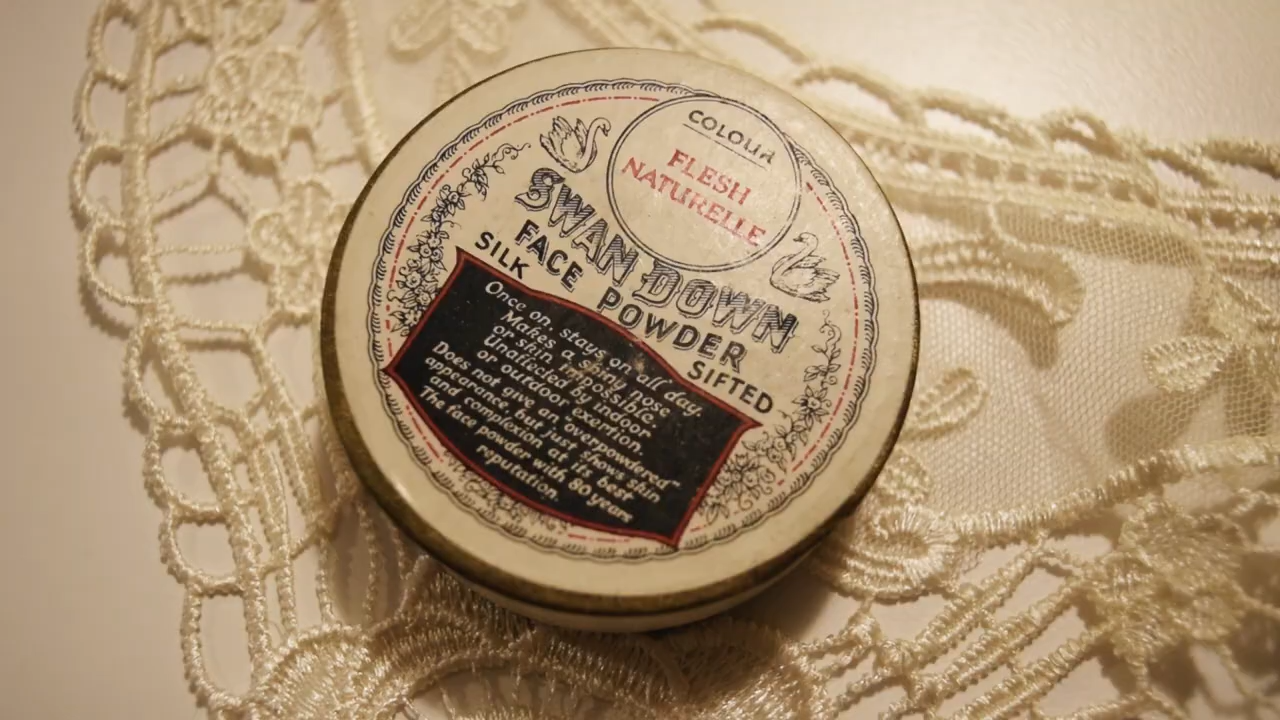 COLOUR
FLESH
NATURELLE
SWAN DOWN
FACE POWDER
SILK SIFTED
Once on, stays on all day.
Makes a shiny nose
or skin impossible.
Unaffected by indoor
or outdoor exertion.
Does not give an "overpowdered"
appearance, but just shows skin
and complexion at its best
The face powder with 80 years
reputation.